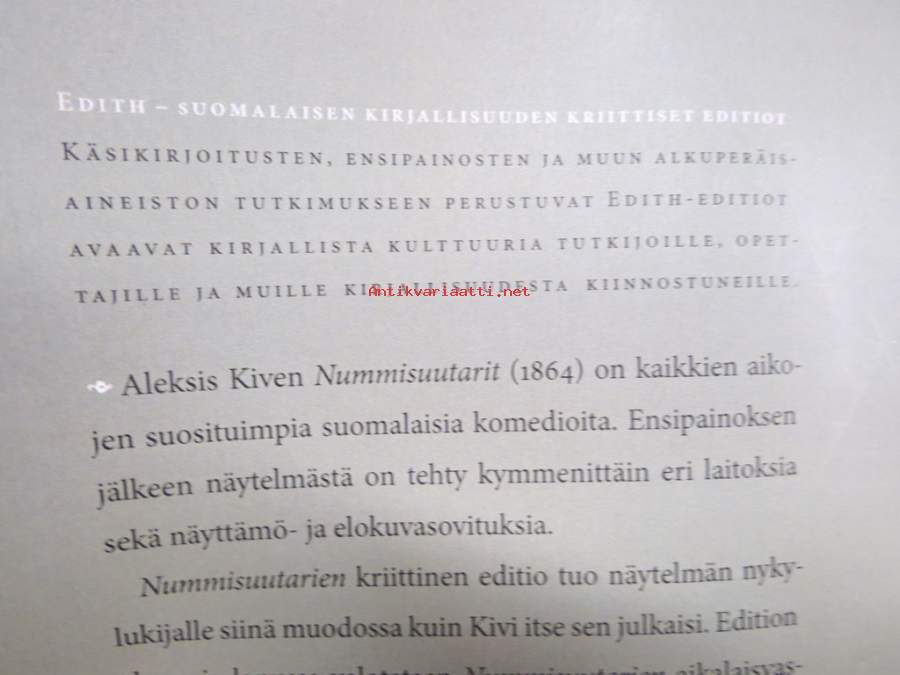 Edith – suomalaisen kirjallisuuden kriittiset editiot
Käsikirjoitusten, ensipainosten ja muun alkuperäis-
aineiston tutkimukseen perustuvat Edith-editiot
avaavat kirjallista kulttuuria tutkijoille, opet-
tajille ja muille kirjallisuudesta kiinnostuneille.
Antikvariaatti.net
Aleksis Kiven Nummisuutarit (1864) on kaikkien aiko-
jen suosituimpia suomalaisia komedioita. Ensipainoksen
jälkeen näytelmästä on tehty kymmenittäin eri laitoksia
sekä näyttämö- ja elokuvasovituksia.
Nummisuutarien kriittinen editio tuo näytelmän nyky-
lukijalle siinä muodossa kuin Kivi itse sen julkaisi. Edition
Nummisuutarien aikalaisvas-